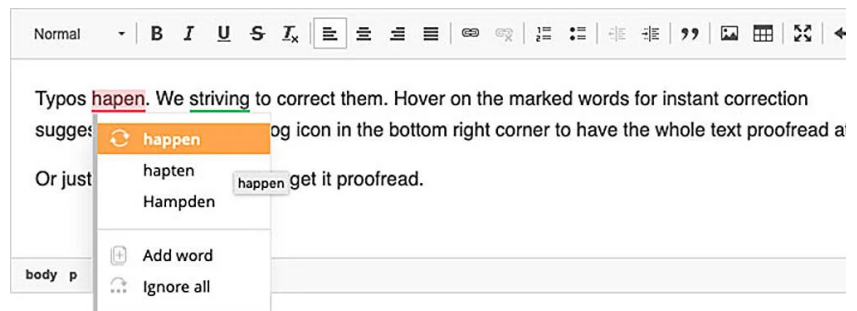 Normal
B I U S Tx
Typos hapen. We striving to correct them. Hover on the marked words for instant correction
sugges og icon in the bottom right corner to have the whole text proofread a
Or just get it proofread.
happen
hapten
Hampden
happen
Add word
Ignore all
body p